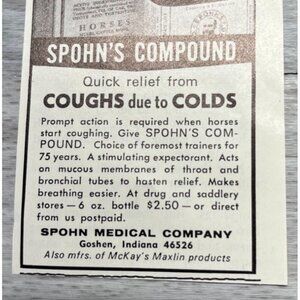 HORSES
SPOHN'S COMPOUND
Quick relief from
COUGHS due to COLDS
Prompt action is required when horses
start coughing. Give SPOHN'S COM-
POUND. Choice of foremost trainers for
75 years. A stimulating expectorant. Acts
on mucous membranes of throat and
bronchial tubes to hasten relief. Makes
breathing easier. At drug and saddlery
stores — 6 oz. bottle $2.50 — or direct
from us postpaid.
SPOHN MEDICAL COMPANY
Goshen, Indiana 46526
Also mfrs. of McKay's Maxlin products